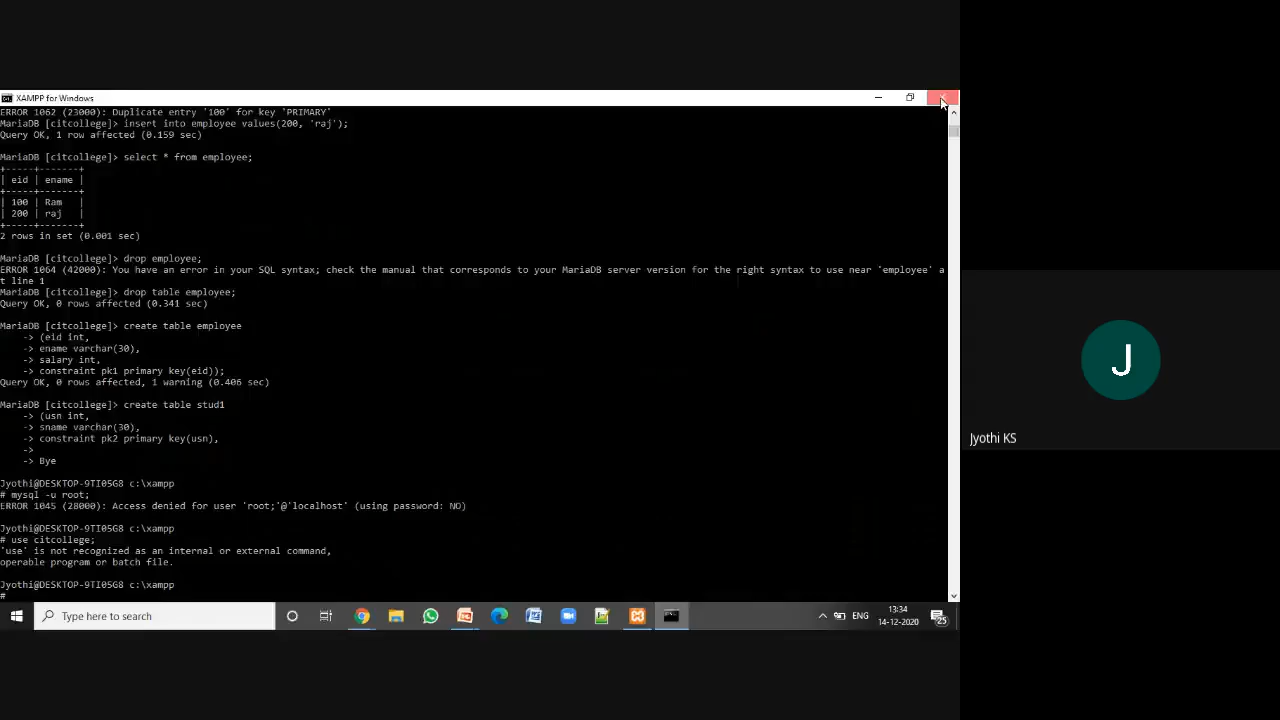 XAMPP for Windows
ERROR 1062 (23000): Duplicate entry '100' for key 'PRIMARY'
MariaDB [citcollege]> insert into employee values(200, 'raj');
Query OK, 1 row affected (0.159 sec)
MariaDB [citcollege]> select * from employee;
+-----+-------+
| eid | ename |
+-----+-------+
| 100 | Ram   |
| 200 | raj   |
+-----+-------+
2 rows in set (0.001 sec)
MariaDB [citcollege]> drop employee;
ERROR 1064 (42000): You have an error in your SQL syntax; check the manual that corresponds to your MariaDB server version for the right syntax to use near 'employee' a
t line 1
MariaDB [citcollege]> drop table employee;
Query OK, 0 rows affected (0.341 sec)
MariaDB [citcollege]> create table employee
-> (eid int,
-> ename varchar(30),
-> salary int,
-> constraint pk1 primary key(eid));
Query OK, 0 rows affected, 1 warning (0.406 sec)
MariaDB [citcollege]> create table stud1
-> (usn int,
-> sname varchar(30),
-> constraint pk2 primary key(usn),
->
-> Bye
Jyothi@DESKTOP-9TI05G8 c:\xampp
# mysql -u root;
ERROR 1045 (28000): Access denied for user 'root;'@'localhost' (using password: NO)
Jyothi@DESKTOP-9TI05G8 c:\xampp
# use citcollege;
'use' is not recognized as an internal or external command,
operable program or batch file.
Jyothi@DESKTOP-9TI05G8 c:\xampp
#
J
Jyothi KS
Type here to search
ENG
13:34
14-12-2020
25